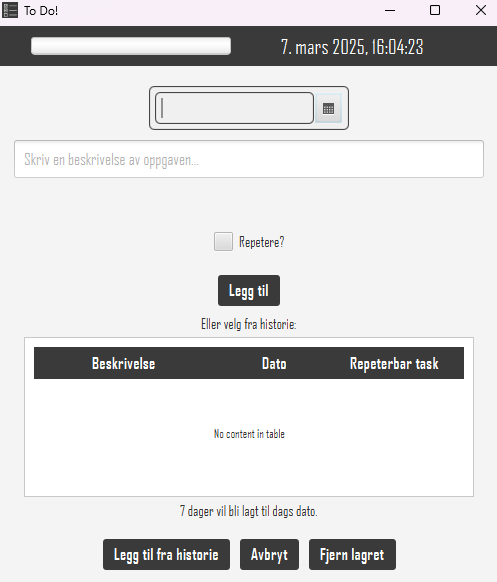 To Do!
7. mars 2025, 16:04:23
Skriv en beskrivelse av oppgaven...
Repetere?
Legg til
Eller velg fra historie:
Beskrivelse Dato Repeterbar task
No content in table
7 dager vil bli lagt til dags dato.
Legg til fra historie Avbryt Fjern lagret